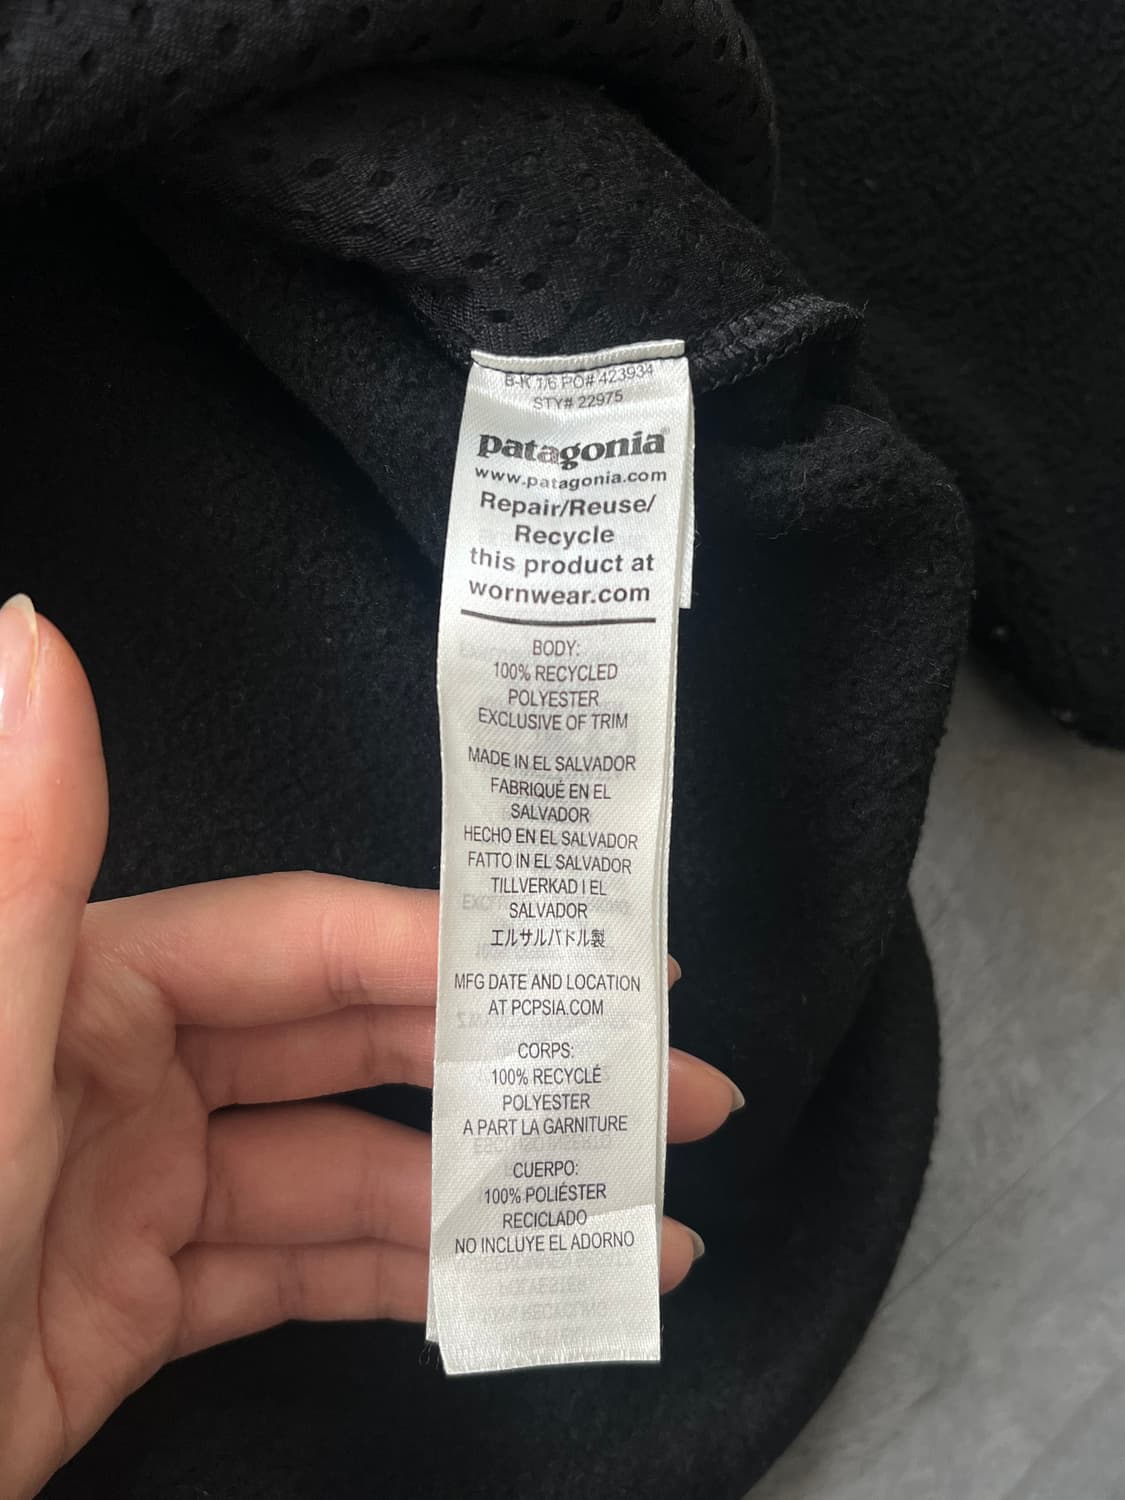 B-K 1/6 PO# 423934
STY# 22975
patagonia®
www.patagonia.com
Repair/Reuse/
Recycle
this product at
wornwear.com
BODY:
100% RECYCLED
POLYESTER
EXCLUSIVE OF TRIM
MADE IN EL SALVADOR
FABRIQUÉ EN EL
SALVADOR
HECHO EN EL SALVADOR
FATTO IN EL SALVADOR
TILLVERKAD I EL
SALVADOR
エルサルバドル製
MFG DATE AND LOCATION
AT PCPSIA.COM
CORPS:
100% RECYCLÉ
POLYESTER
A PART LA GARNITURE
CUERPO:
100% POLIÉSTER
RECICLADO
NO INCLUYE EL ADORNO